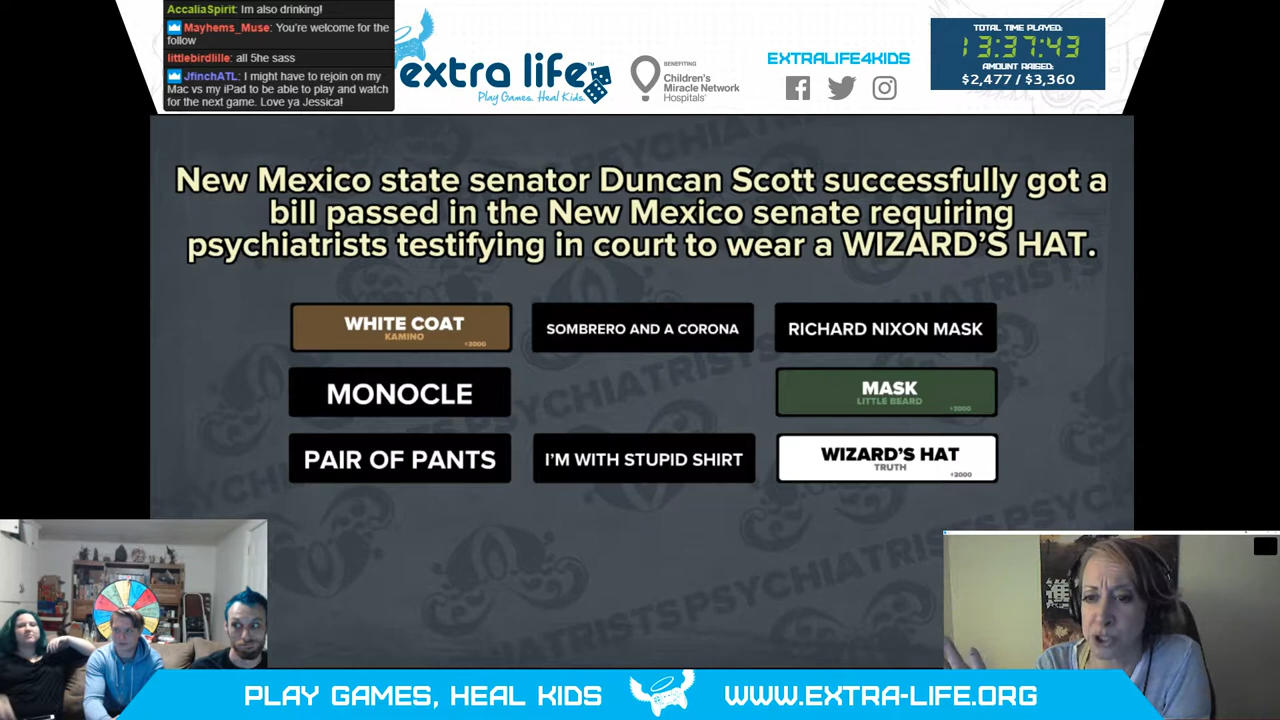 AccaliaSpirit: Im also drinking!
Mayhems_Muse: You're welcome for the
follow
littlebirdlille: all 5he sass
JfinchATL: I might have to rejoin on my
Mac vs my iPad to be able to play and watch
for the next game. Love ya Jessica!
extra life
Play Games. Heal Kids.
BENEFITING
Children's
Miracle Network
Hospitals
EXTRALIFE4KIDS
TOTAL TIME PLAYED:
13:37:43
AMOUNT RAISED:
$2,477 / $3,360
New Mexico state senator Duncan Scott successfully got a
bill passed in the New Mexico senate requiring
psychiatrists testifying in court to wear a WIZARD'S HAT.
WHITE COAT
KAMINO
+3000
SOMBRERO AND A CORONA
RICHARD NIXON MASK
MONOCLE
MASK
LITTLE BEARD
+3000
PAIR OF PANTS
I'M WITH STUPID SHIRT
WIZARD'S HAT
TRUTH
+3000
PLAY GAMES, HEAL KIDS
WWW.EXTRA-LIFE.ORG